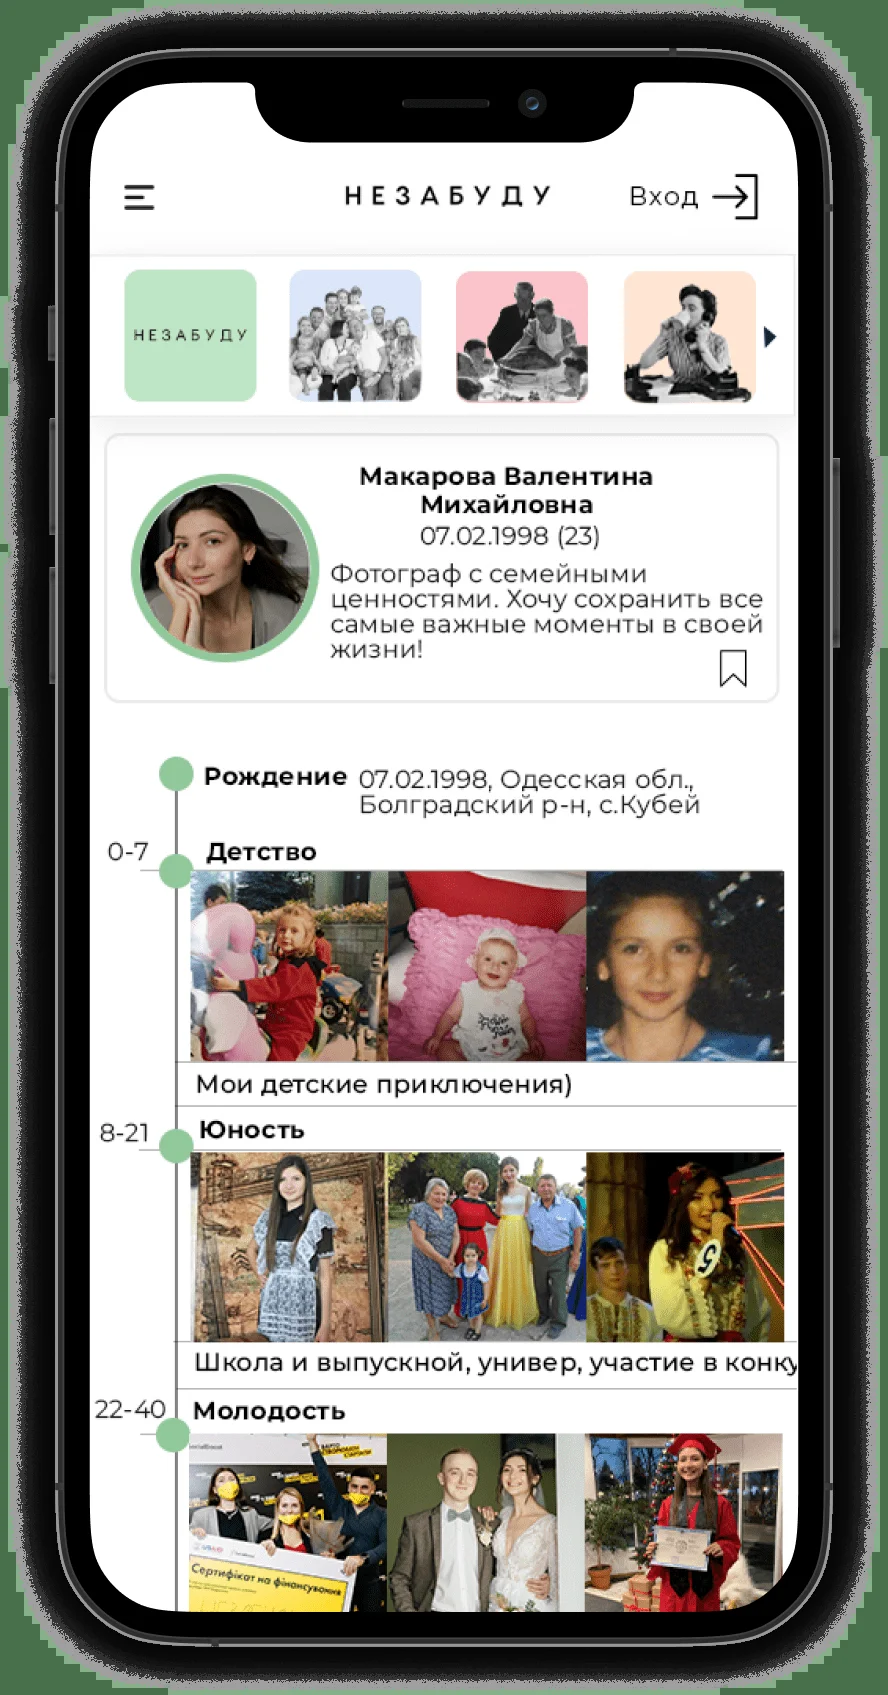 НЕЗАБУДУ
Вход
НЕЗАБУДУ
Макарова Валентина
Михайловна
07.02.1998 (23)
Фотограф с семейными
ценностями. Хочу сохранить все
самые важные моменты в своей
жизни!
Рождение
07.02.1998, Одесская обл.,
Болградский р-н, с.Кубей
0-7
Детство
Мои детские приключения)
8-21
Юность
5
Школа и выпускной, универ, участие в конку
22-40
Молодость
Сертифікат на фінансування